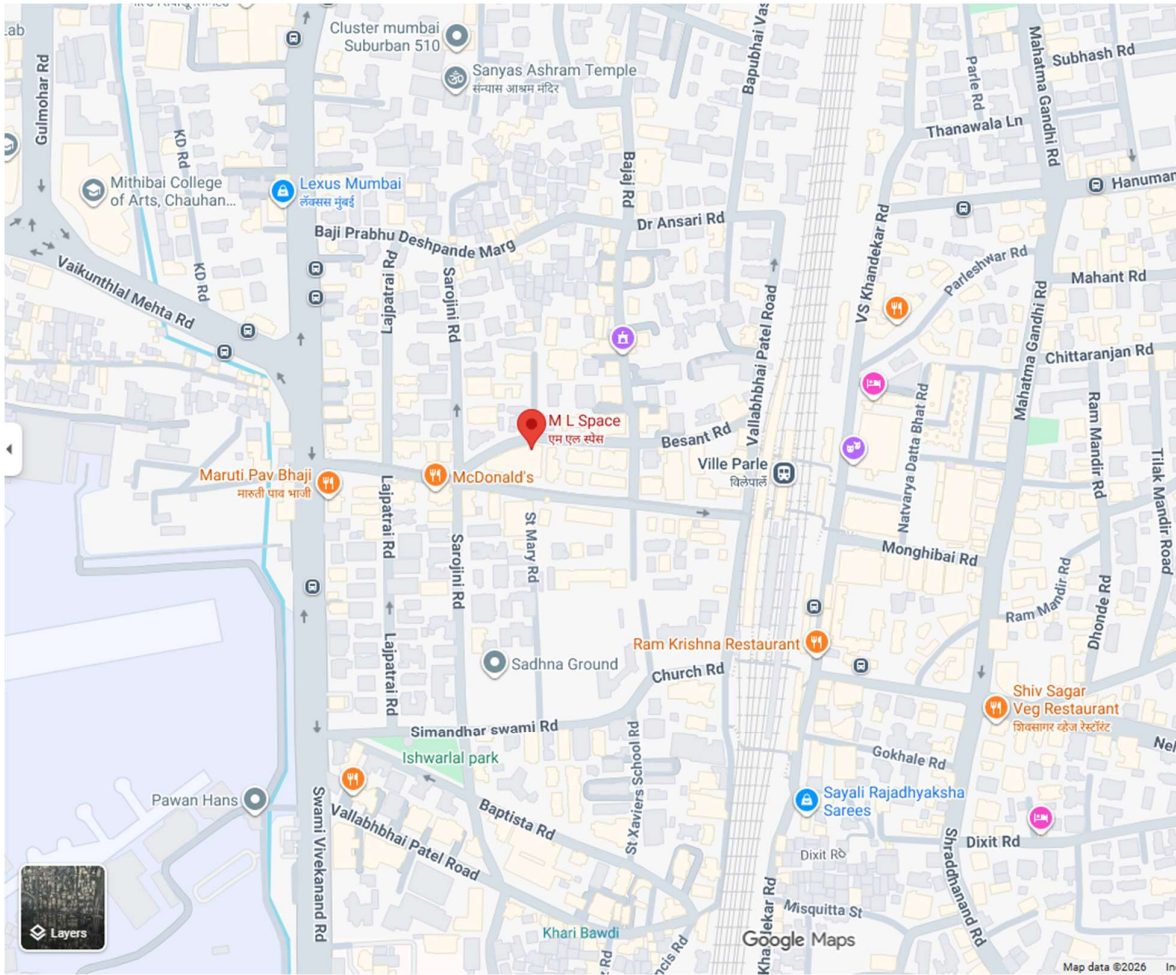 Lab
Cluster mumbai
Suburban 510
Sanyas Ashram Temple
संन्यास आश्रम मंदिर
Gulmohar Rd
KD Rd
Mithibai College
of Arts, Chauhan...
Lexus Mumbai
लॅक्सस मुंबई
Bajaj Rd
Bapubhai Vas
Mahatma Gandhi Rd
Subhash Rd
Parle Rd
Thanawala Ln
Hanuman
Baji Prabhu Deshpande Marg
Dr Ansari Rd
VS Khandekar Rd
Parleshwar Rd
Mahant Rd
Vaikunthlal Mehta Rd
KD Rd
Lajpatrai Rd
Sarojini Rd
Vallabhbhai Patel Road
Mahatma Gandhi Rd
Chittaranjan Rd
M L Space
एम एल स्पेस
Besant Rd
Natvarya Datta Bhat Rd
Ram Mandir Rd
Tilak Mandir Road
Maruti Pav Bhaji
मारुती पाव भाजी
McDonald's
Ville Parle
विलेपार्ले
Lajpatrai Rd
Sarojini Rd
St Mary Rd
Monghibai Rd
Ram Mandir Rd
Dhonde Rd
Lajpatrai Rd
Sadhna Ground
Ram Krishna Restaurant
Church Rd
Shiv Sagar
Veg Restaurant
शिवसागर व्हेज रेस्टॉरंट
Simandhar swami Rd
Ishwarlal park
St Xaviers School Rd
Gokhale Rd
Nel
Pawan Hans
Swami Vivekanand Rd
Vallabhbhai Patel Road
Baptista Rd
Sayali Rajadhyaksha
Sarees
Dixit Rd
Dixit Rd
Shraddhanand Rd
Misquitta St
Khari Bawdi
Khandekar Rd
Layers
Google Maps
Map data ©2026